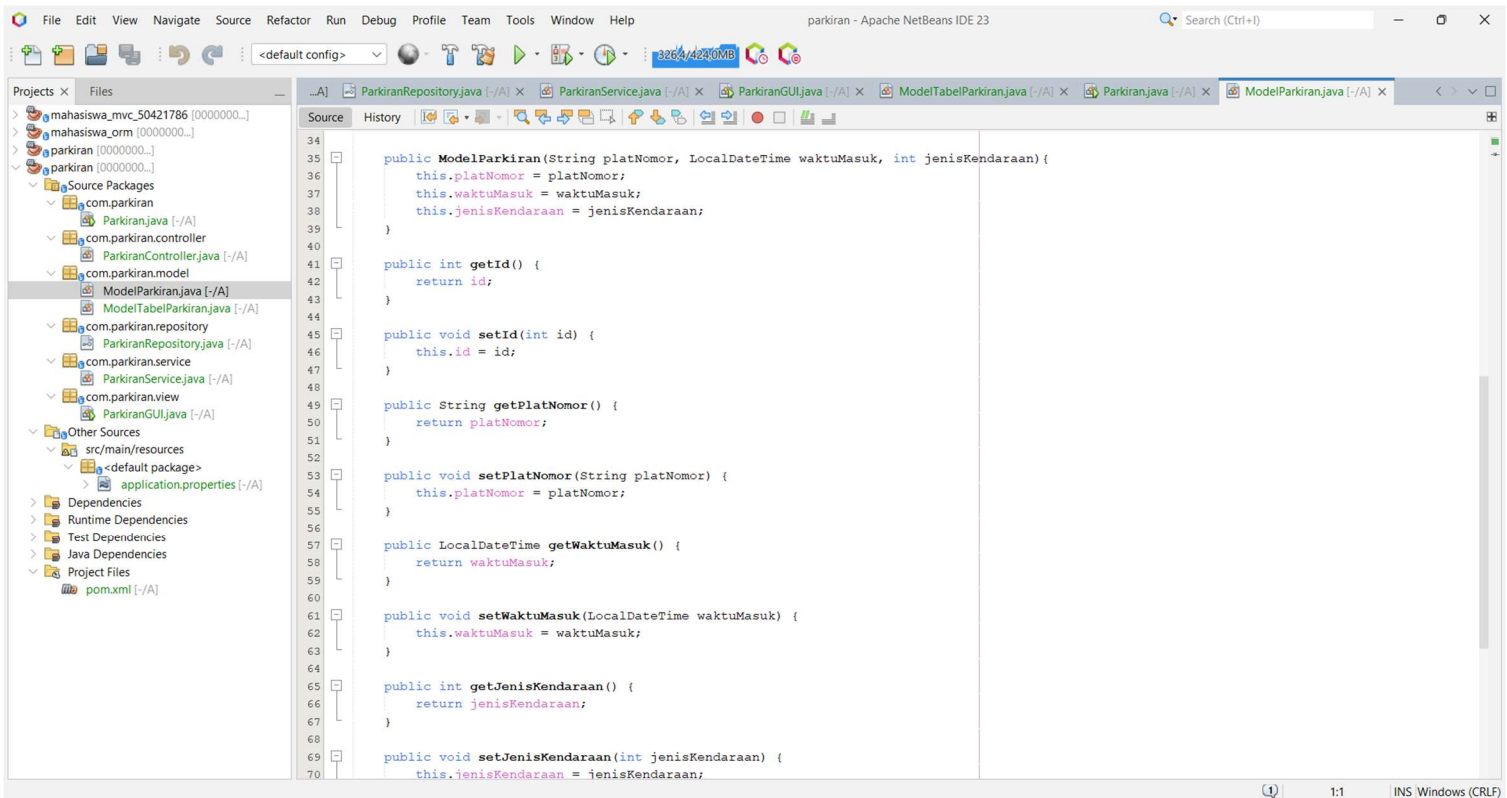 File Edit View Navigate Source Refactor Run Debug Profile Team Tools Window Help parkiran - Apache NetBeans IDE 23 Search (Ctrl+I)
<default config> 326,4/424,0MB
Projects Files
...A] ParkiranRepository.java [-/A] ParkiranService.java [-/A] ParkiranGUI.java [-/A] ModelTabelParkiran.java [-/A] Parkiran.java [-/A] ModelParkiran.java [-/A]
Source History
mahasiswa_mvc_50421786 [0000000...]
mahasiswa_orm [0000000...]
parkiran [0000000...]
parkiran [0000000...]
Source Packages
com.parkiran
Parkiran.java [-/A]
com.parkiran.controller
ParkiranController.java [-/A]
com.parkiran.model
ModelParkiran.java [-/A]
ModelTabelParkiran.java [-/A]
com.parkiran.repository
ParkiranRepository.java [-/A]
com.parkiran.service
ParkiranService.java [-/A]
com.parkiran.view
ParkiranGUI.java [-/A]
Other Sources
src/main/resources
<default package>
application.properties [-/A]
Dependencies
Runtime Dependencies
Test Dependencies
Java Dependencies
Project Files
pom.xml [-/A]
34
35 public ModelParkiran(String platNomor, LocalDateTime waktuMasuk, int jenisKendaraan){
36 this.platNomor = platNomor;
37 this.waktuMasuk = waktuMasuk;
38 this.jenisKendaraan = jenisKendaraan;
39 }
40
41 public int getId() {
42 return id;
43 }
44
45 public void setId(int id) {
46 this.id = id;
47 }
48
49 public String getPlatNomor() {
50 return platNomor;
51 }
52
53 public void setPlatNomor(String platNomor) {
54 this.platNomor = platNomor;
55 }
56
57 public LocalDateTime getWaktuMasuk() {
58 return waktuMasuk;
59 }
60
61 public void setWaktuMasuk(LocalDateTime waktuMasuk) {
62 this.waktuMasuk = waktuMasuk;
63 }
64
65 public int getJenisKendaraan() {
66 return jenisKendaraan;
67 }
68
69 public void setJenisKendaraan(int jenisKendaraan) {
70 this.jenisKendaraan = jenisKendaraan;
1 1:1 INS Windows (CRLF)